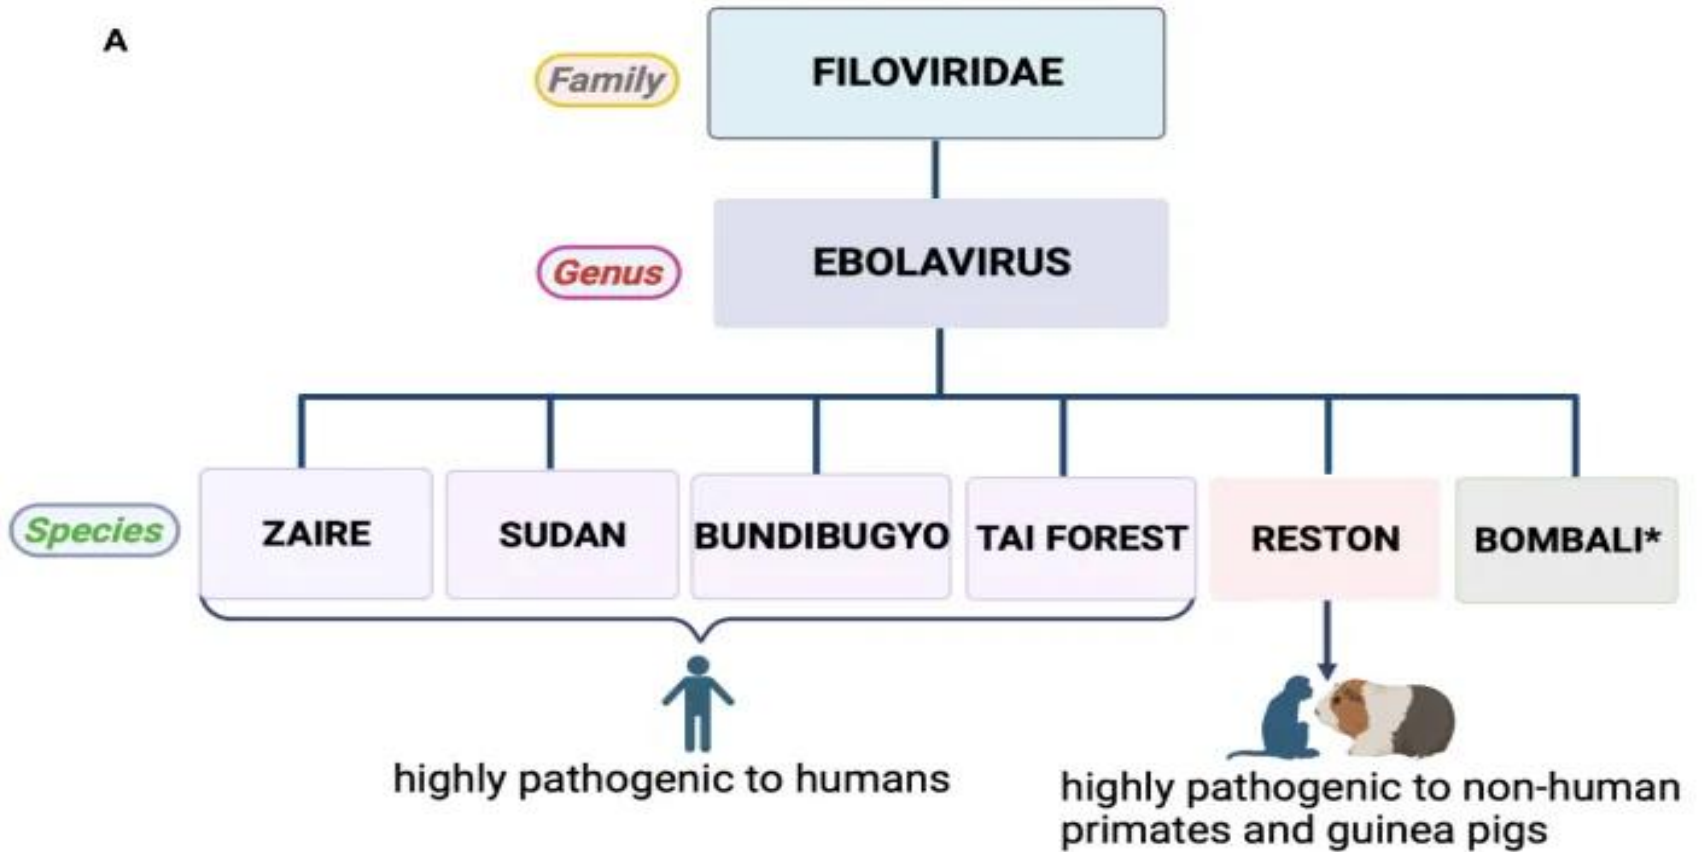 A
Family
FILOVIRIDAE
Genus
EBOLAVIRUS
Species
ZAIRE
SUDAN
BUNDIBUGYO
TAI FOREST
RESTON
BOMBALI*
highly pathogenic to humans
highly pathogenic to non-human
primates and guinea pigs